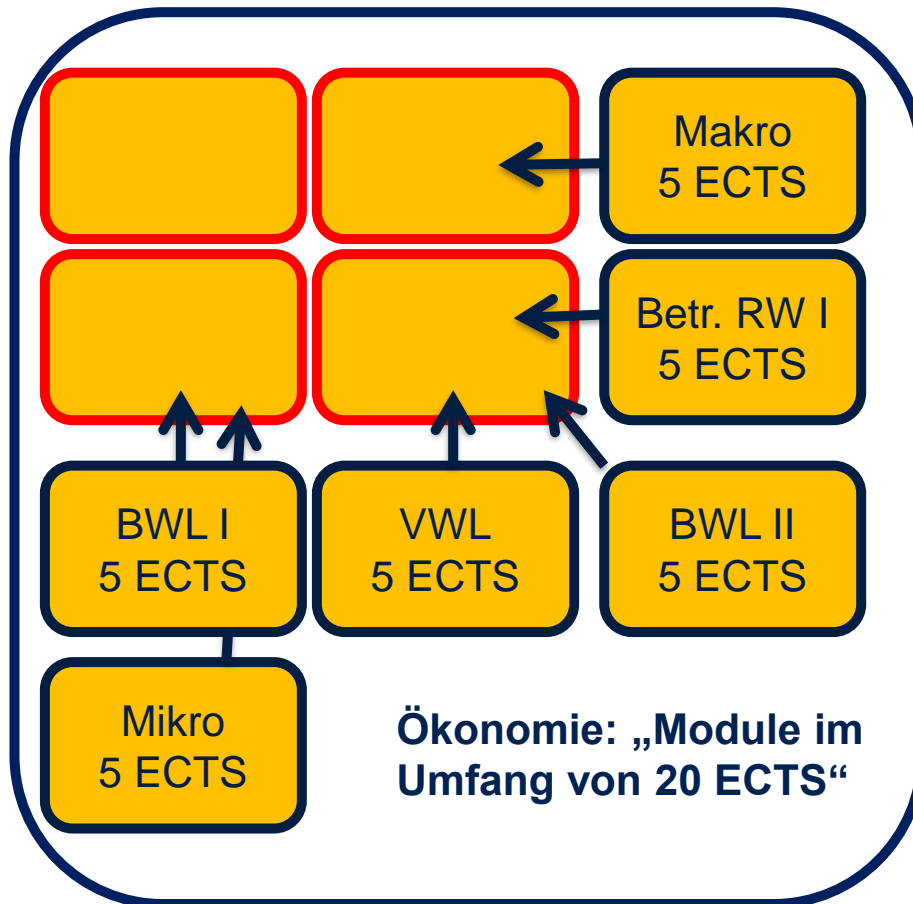 Makro
5 ECTS
Betr. RW I
5 ECTS
BWL I
5 ECTS
VWL
5 ECTS
BWL II
5 ECTS
Mikro
5 ECTS
Ökonomie: „Module im
Umfang von 20 ECTS“